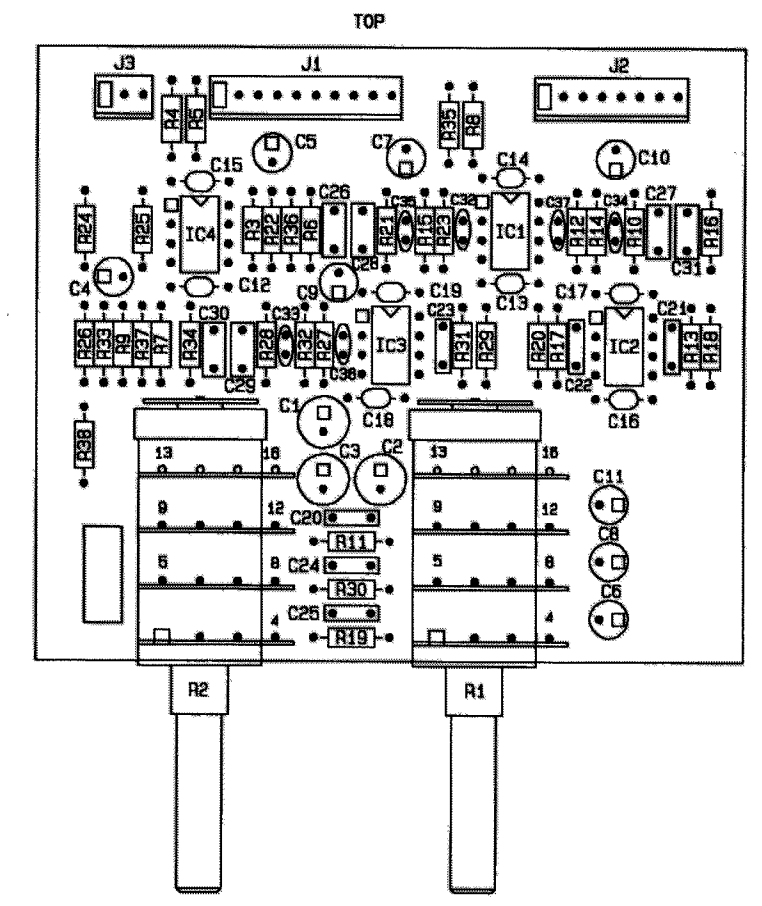 TOP
J3
J1
J2
R4
R5
R35
R8
C5
C7
C14
C10
C15
C26
C35
C32
C37
C34
C27
R24
R25
IC4
R3
R22
R36
R6
R21
R15
R23
IC1
R12
R14
R10
R16
C28
C31
C4
C12
C9
C19
C13
C17
C30
C33
C23
C21
R26
R33
R9
R37
R7
R34
R28
R32
R27
IC3
R31
R29
R20
R17
IC2
R13
R18
C29
C36
C22
C1
C18
C16
R38
13
16
C3
C2
13
16
C11
9
12
C20
9
12
R11
C8
5
8
C24
5
8
R30
C6
C25
4
R19
4
R2
R1